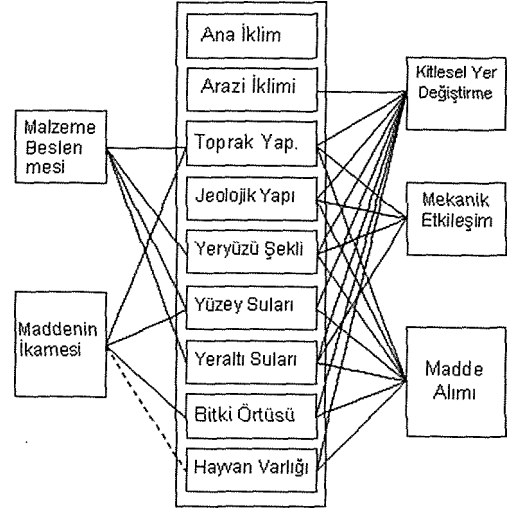 Malzeme
Beslen
mesi
Maddenin
İkamesi
Ana İklim
Arazi İklimi
Toprak Yap.
Jeolojik Yapı
Yeryüzü Şekli
Yüzey Suları
Yeraltı Suları
Bitki Örtüsü
Hayvan Varlığı
Kitlesel Yer
Değiştirme
Mekanik
Etkileşim
Madde
Alımı